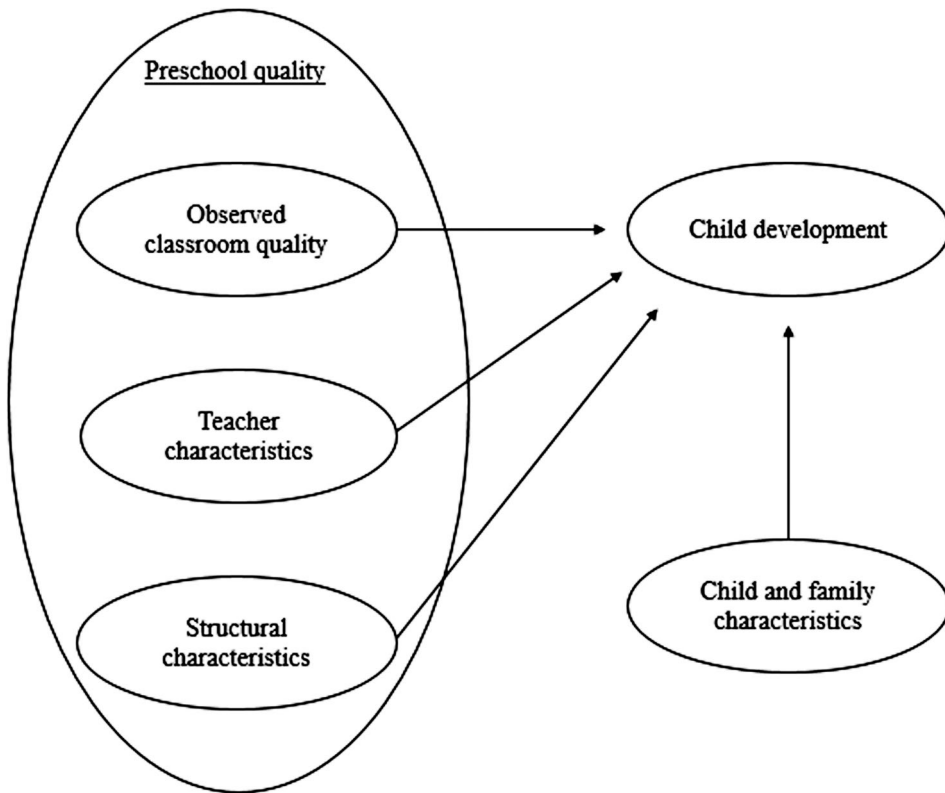 Preschool quality
Observed
classroom quality
Child development
Teacher
characteristics
Structural
characteristics
Child and family
characteristics